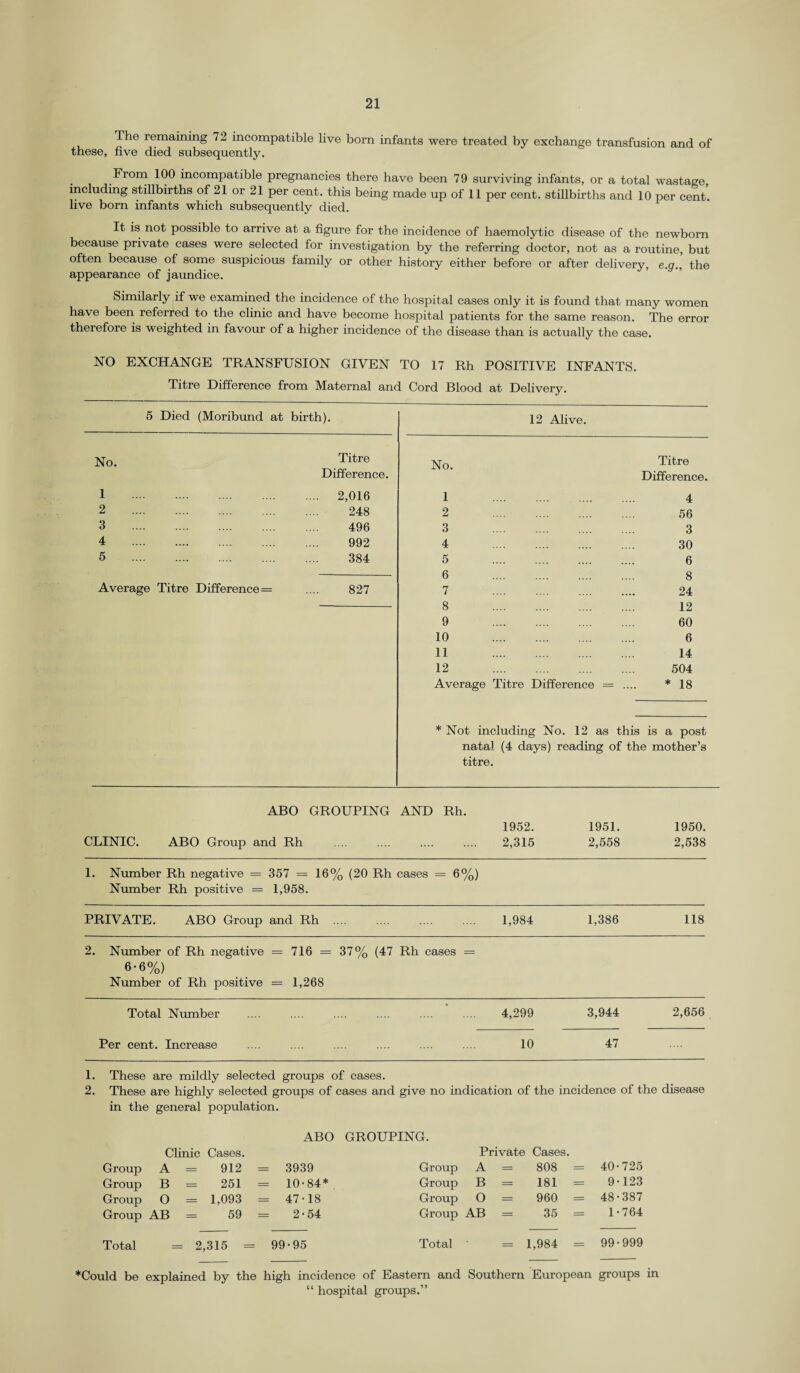 21
The remaining 72 incompatible live born infants were treated by exchange transfusion and of
these, five died subsequently.
From 100 incompatible pregnancies there have been 79 surviving infants, or a total wastage,
including stillbirths of 21 or 21 per cent. this being made up of 11 per cent. stillbirths and 10 per cent.
live born infants which subsequently died.
It is not possible to arrive at a figure for the incidence of haemolytic disease of the newborn
because private cases were selected for investigation by the referring doctor, not as a routine, but
often because of some suspicious family or other history either before or after delivery, e.g., the
appearance of jaundice.
Similarly if we examined the incidence of the hospital cases only it is found that many women
have been referred to the clinic and have become hospital patients for the same reason. The error
therefore is weighted in favour of a higher incidence of the disease than is actually the case.
NO EXCHANGE TRANSFUSION GIVEN TO 17 Rh POSITIVE INFANTS.
Titre Difference from Maternal and Cord Blood at Delivery.
5 Died (Moribund at birth).
No. Titre
Difference.
1 .... .... .... .... .... 2,016
2 .... .... .... .... .... 248
3 .... .... .... .... .... 496
4 .... .... .... .... .... 992
5 .... .... .... .... .... 384
Average Titre Difference= .... 827
12 Alive.
No. Titre
Difference.
1 .... .... .... .... 4
2 .... .... .... .... 56
3 .... .... .... .... 3
4 .... .... .... .... 30
5 .... .... .... .... 6
6 .... .... .... .... 8
7 .... .... .... .... 24
8 .... .... .... .... 12
9 .... .... .... .... 60
10 .... .... .... .... 6
11 .... .... .... .... 14
12 .... .... .... .... 504
Average Titre Difference = .... * 18
* Not including No. 12 as this is a post
natal (4 days) reading of the mother's
titre.
ABO GROUPING AND Rh.
1952. 1951. 1950.
CLINIC. ABO Group and Rh .... .... .... .... 2,315 2,558 2,538
1. Number Rh negative = 357 = 16% (20 Rh cases = 6%)
Number Rh positive = 1,958.
PRIVATE. ABO Group and Rh .... .... .... .... 1,984 1,386 118
2. Number of Rh negative = 716 = 37% (47 Rh cases =
6·6%)
Number of Rh positive = 1,268
Total Number .... .... .... .... .... .... 4,299 3,944 2,656
Per cent. Increase .... .... .... .... .... .... 10 47 ....
1. These are mildly selected groups of cases.
2. These are highly selected groups of cases and give no indication of the incidence of the disease
in the general population.
ABO GROUPING.
Clinic Cases. Private Cases.
Group A = 912 = 3939 Group A = 808 = 40·725
Group B = 251 = 10·84* Group B = 181 = 9·123
Group O = 1,093 = 47·18 Group O = 960 = 48·387
Group AB = 59 = 2·54 Group AB = 35 = 1·764
Total = 2,315 = 99·95 Total = 1,984 = 99·999
*Could be explained by the high incidence of Eastern and Southern European groups in
“ hospital groups.”